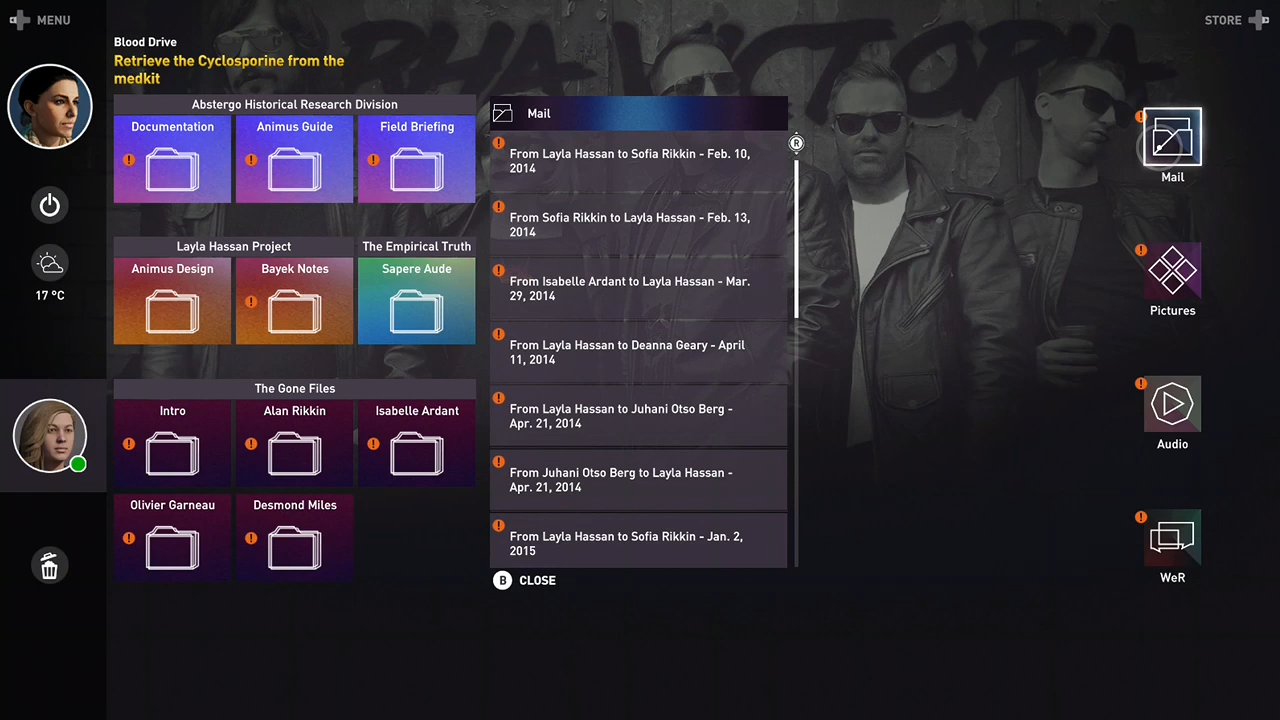 MENU
STORE
Blood Drive
Retrieve the Cyclosporine from the
medkit
Abstergo Historical Research Division
Documentation
Animus Guide
Field Briefing
Layla Hassan Project
The Empirical Truth
Animus Design
Bayek Notes
Sapere Aude
17 °C
The Gone Files
Intro
Alan Rikkin
Isabelle Ardant
Olivier Garneau
Desmond Miles
Mail
R
From Layla Hassan to Sofia Rikkin - Feb. 10,
2014
From Sofia Rikkin to Layla Hassan - Feb. 13,
2014
From Isabelle Ardant to Layla Hassan - Mar.
29, 2014
From Layla Hassan to Deanna Geary - April
11, 2014
From Layla Hassan to Juhani Otso Berg -
Apr. 21, 2014
From Juhani Otso Berg to Layla Hassan -
Apr. 21, 2014
From Layla Hassan to Sofia Rikkin - Jan. 2,
2015
B CLOSE
Mail
Pictures
Audio
WeR